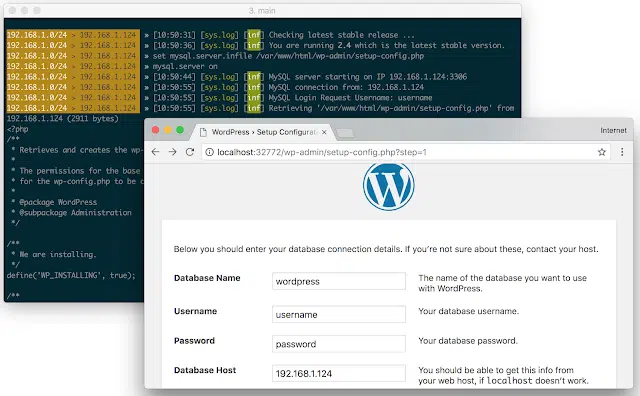 3. main
192.168.1.0/24 > 192.168.1.124 » [10:50:31] [sys.log] [inf] Checking latest stable release ...
192.168.1.0/24 > 192.168.1.124 » [10:50:36] [sys.log] [inf] You are running 2.4 which is the latest stable version.
192.168.1.0/24 > 192.168.1.124 » set mysql.server.infile /var/www/html/wp-admin/setup-config.php
192.168.1.0/24 > 192.168.1.124 » mysql.server on
192.168.1.0/24 > 192.168.1.124 » [10:50:44] [sys.log] [inf] MySQL server starting on IP 192.168.1.124:3306
192.168.1.0/24 > 192.168.1.124 » [10:50:55] [sys.log] [inf] MySQL connection from: 192.168.1.124
192.168.1.0/24 > 192.168.1.124 » [10:50:55] [sys.log] [inf] MySQL Login Request Username: username
192.168.1.0/24 > 192.168.1.124 » [10:50:55] [sys.log] [inf] Retrieving '/var/www/html/wp-admin/setup-config.php' from
192.168.1.124 (2911 bytes)
<?php
/**
* Retrieves and creates the wp-
*
* The permissions for the base
* for the wp-config.php to be c
*
* @package WordPress
* @subpackage Administration
*/
/**
* We are installing.
*/
define('WP_INSTALLING', true);
/**
WordPress › Setup Configurati
Internet
localhost:32772/wp-admin/setup-config.php?step=1
W
Below you should enter your database connection details. If you're not sure about these, contact your host.
Database Name wordpress The name of the database you want to use
with WordPress.
Username username Your database username.
Password password Your database password.
Database Host 192.168.1.124 You should be able to get this info from
your web host, if localhost doesn't work.